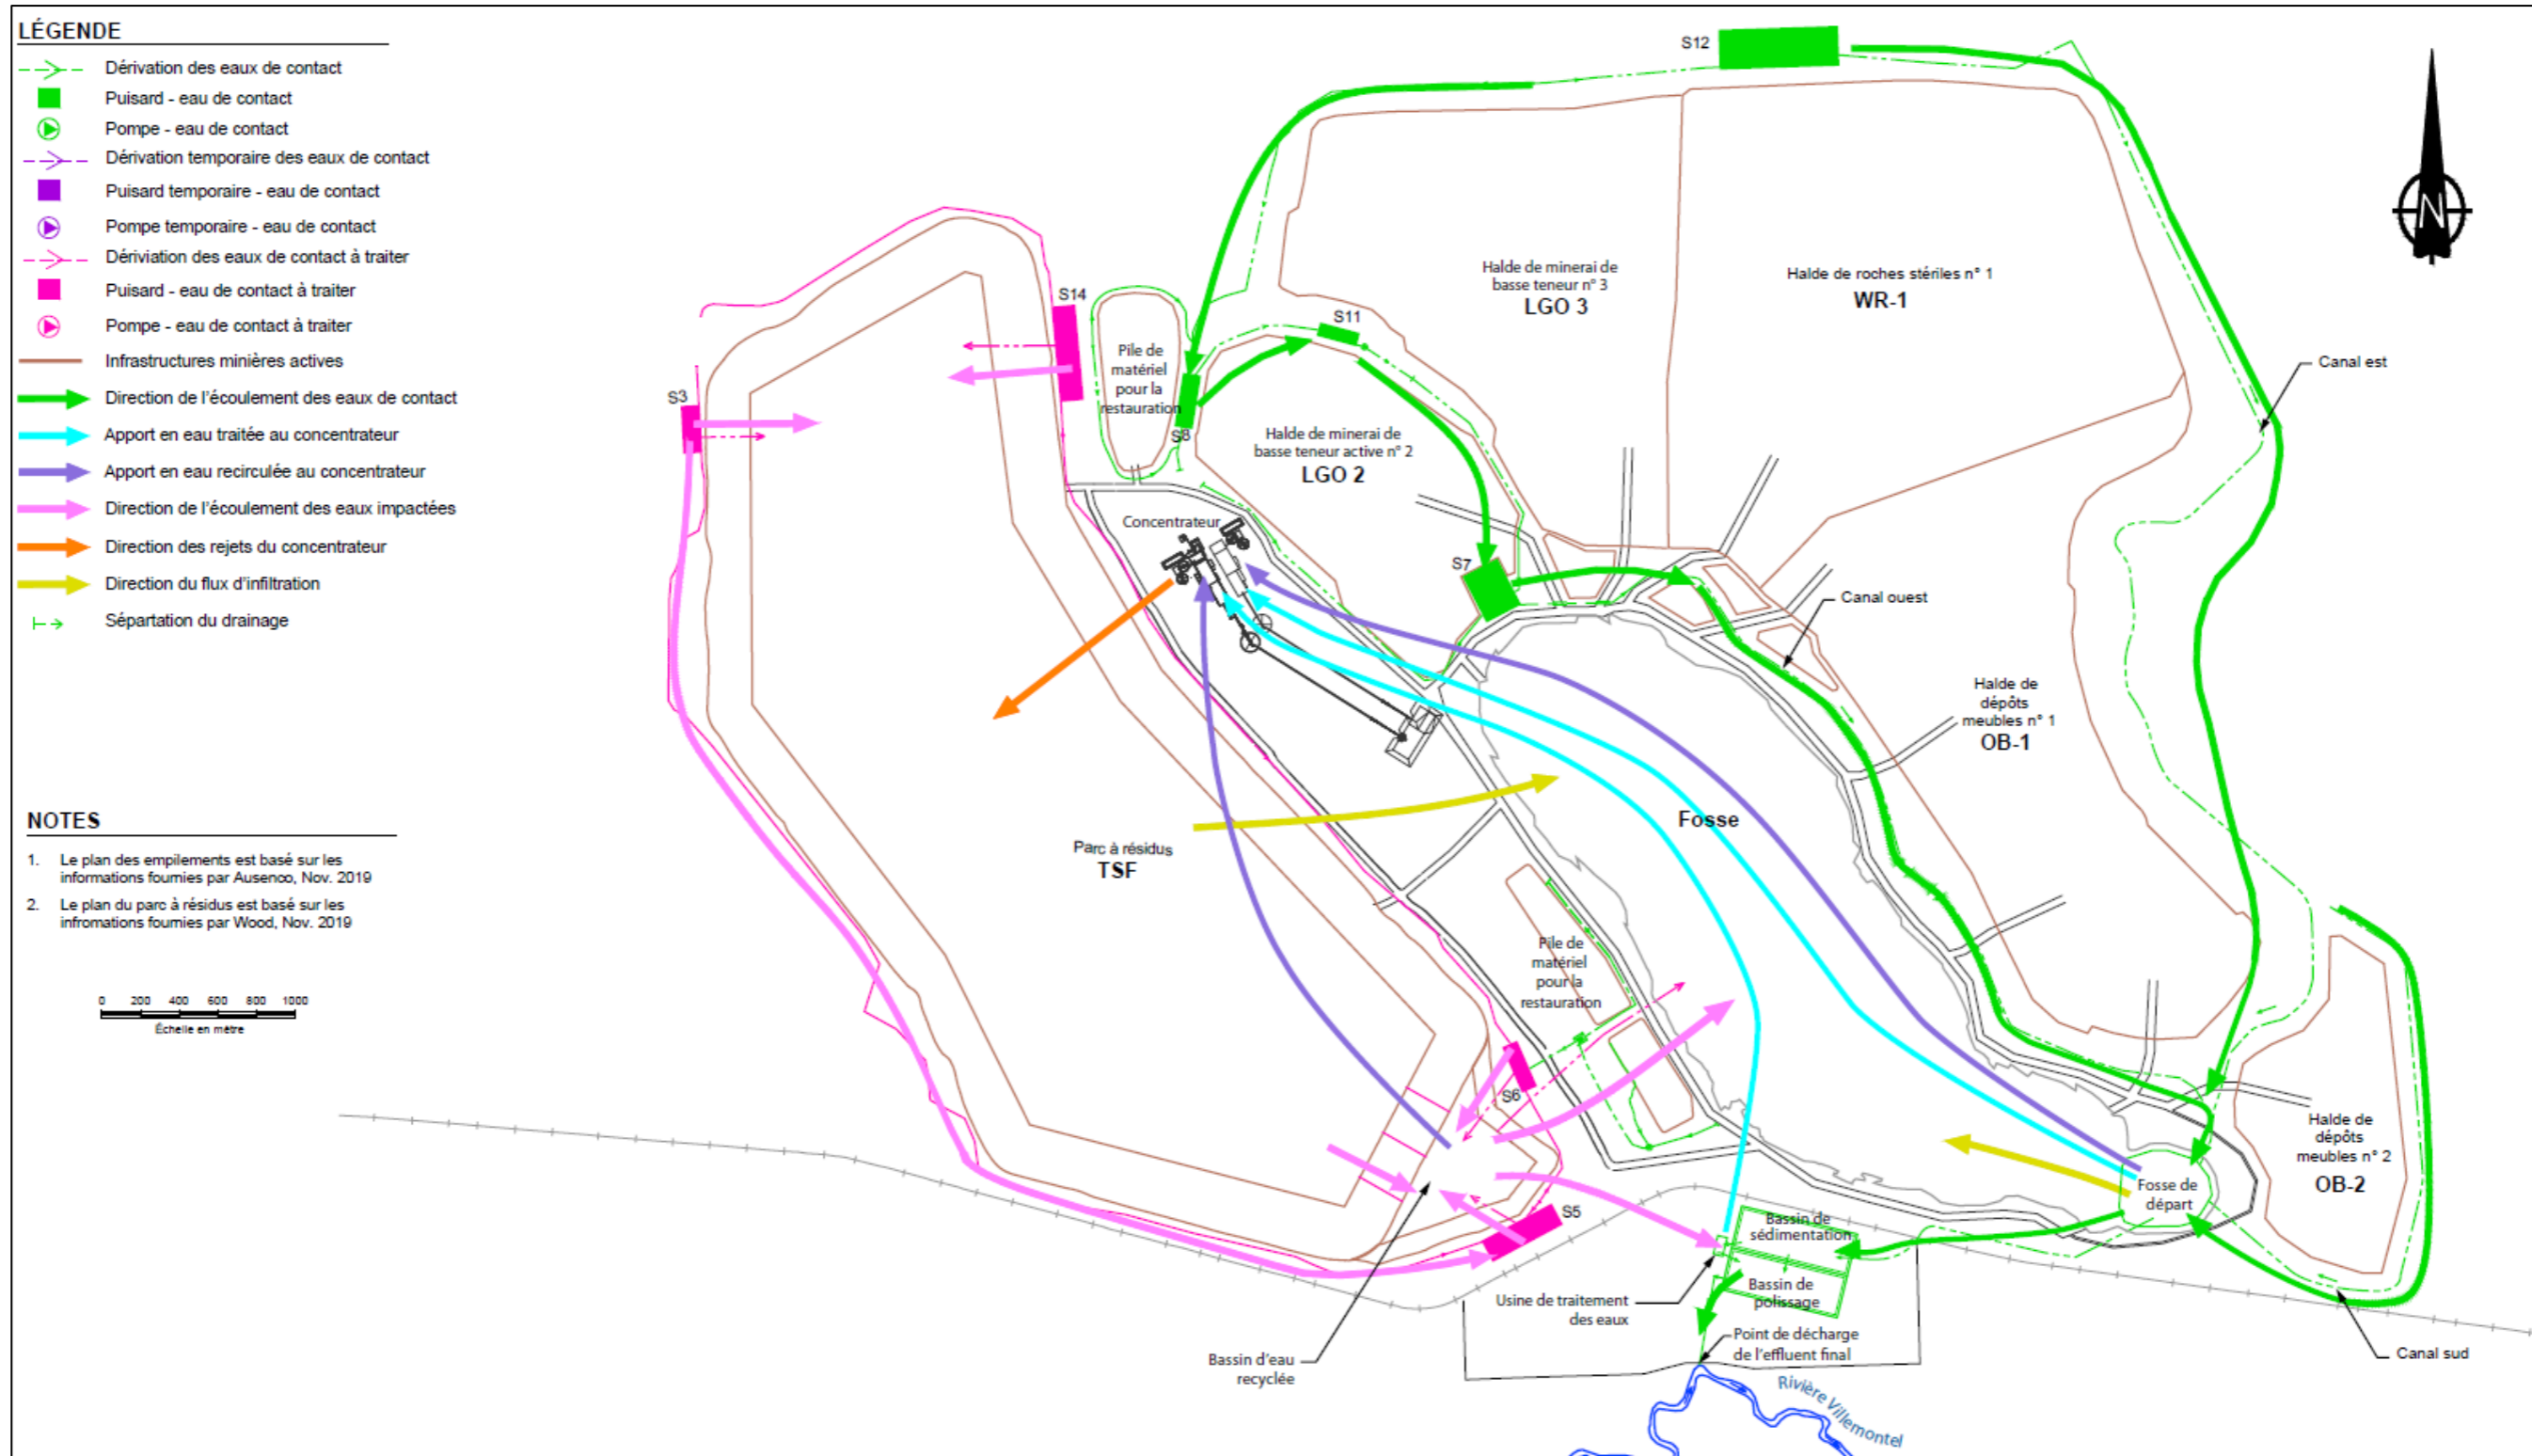 LÉGENDE
Dérivation des eaux de contact
Puisard - eau de contact
Pompe - eau de contact
Dérivation temporaire des eaux de contact
Puisard temporaire - eau de contact
Pompe temporaire - eau de contact
Dériviation des eaux de contact à traiter
Puisard - eau de contact à traiter
Pompe - eau de contact à traiter
Infrastructures minières actives
Direction de l'écoulement des eaux de contact
Apport en eau traitée au concentrateur
Apport en eau recirculée au concentrateur
Direction de l'écoulement des eaux impactées
Direction des rejets du concentrateur
Direction du flux d'infiltration
Sépartation du drainage
NOTES
1. Le plan des empilements est basé sur les
informations fournies par Ausenco, Nov. 2019
2. Le plan du parc à résidus est basé sur les
infromations fournies par Wood, Nov. 2019
0 200 400 600 800 1000
Échelle en mètre
S12
N
Halde de minerai de
basse teneur n° 3
LGO 3
Halde de roches stériles n° 1
WR-1
S14
S11
Pile de
matériel
pour la
restauration
Canal est
S3
S8
Halde de minerai de
basse teneur active n° 2
LGO 2
Concentrateur
S7
Canal ouest
Halde de
dépôts
meubles n° 1
OB-1
Fosse
Parc à résidus
TSF
Pile de
matériel
pour la
restauration
S6
Halde de
dépôts
meubles n° 2
OB-2
Fosse de
départ
S5
Bassin de
sédimentation
Bassin de
polissage
Usine de traitement
des eaux
Point de décharge
de l'effluent final
Bassin d'eau
recyclée
Canal sud
Rivière Villemontel